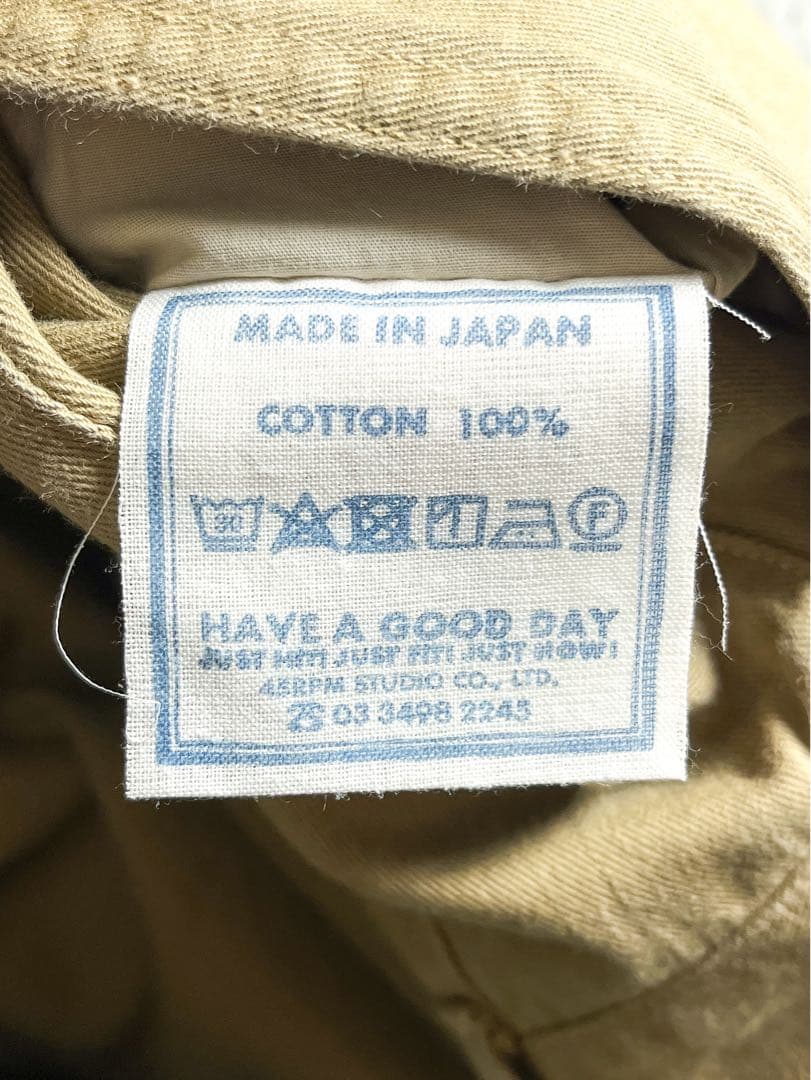 MADE IN JAPAN
COTTON 100%
30 F
HAVE A GOOD DAY
JUST HIT! JUST FIT! JUST NOW!
45RPM STUDIO CO., LTD.
☎ 03 3498 2245